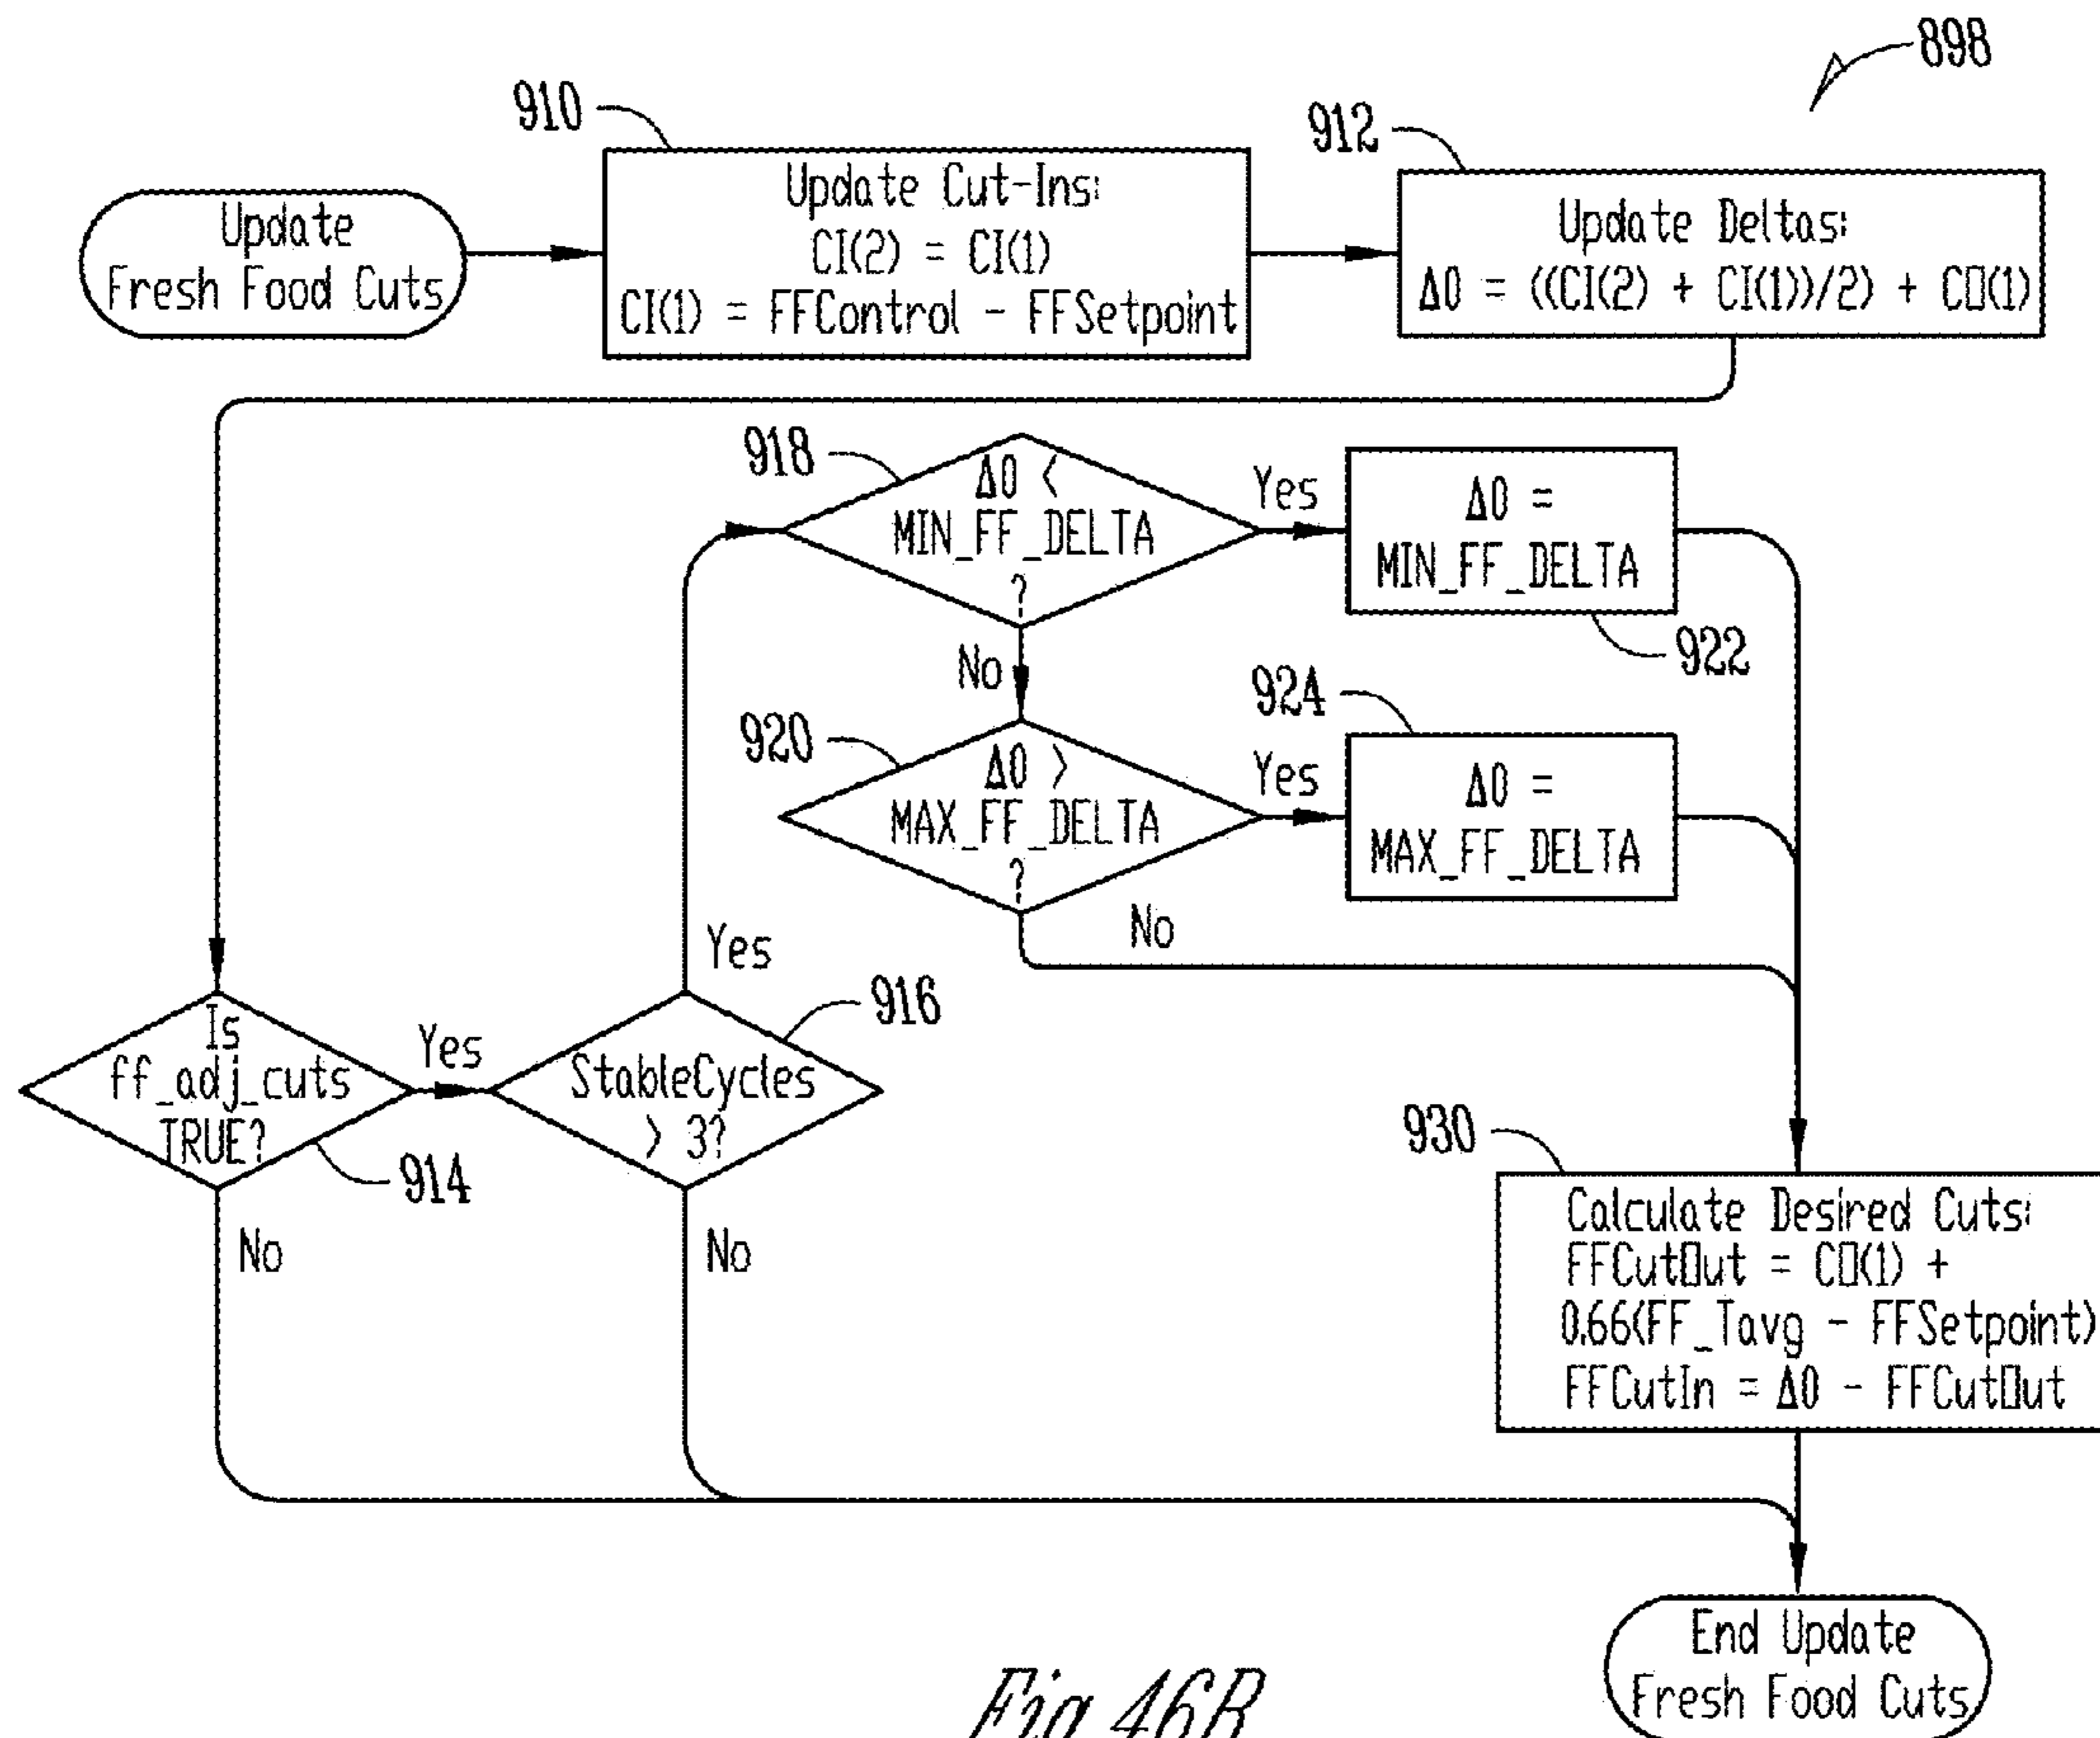 898
910
912
Update
Fresh Food Cuts
Update Cut-Ins:
CI(2) = CI(1)
CI(1) = FFControl - FFSetpoint
Update Deltas:
Δ0 = ((CI(2) + CI(1))/2) + CO(1)
918
Δ0 <
MIN_FF_DELTA
?
Yes
Δ0 =
MIN_FF_DELTA
922
No
920
Δ0 >
MAX_FF_DELTA
?
Yes
924
Δ0 =
MAX_FF_DELTA
No
Is
ff_adj_cuts
TRUE?
914
Yes
No
StableCycles
> 3?
916
Yes
No
930
Calculate Desired Cuts:
FFCutOut = CO(1) +
0.66(FF_Tavg - FFSetpoint)
FFCutIn = Δ0 - FFCutOut
End Update
Fresh Food Cuts
Fig. 46B